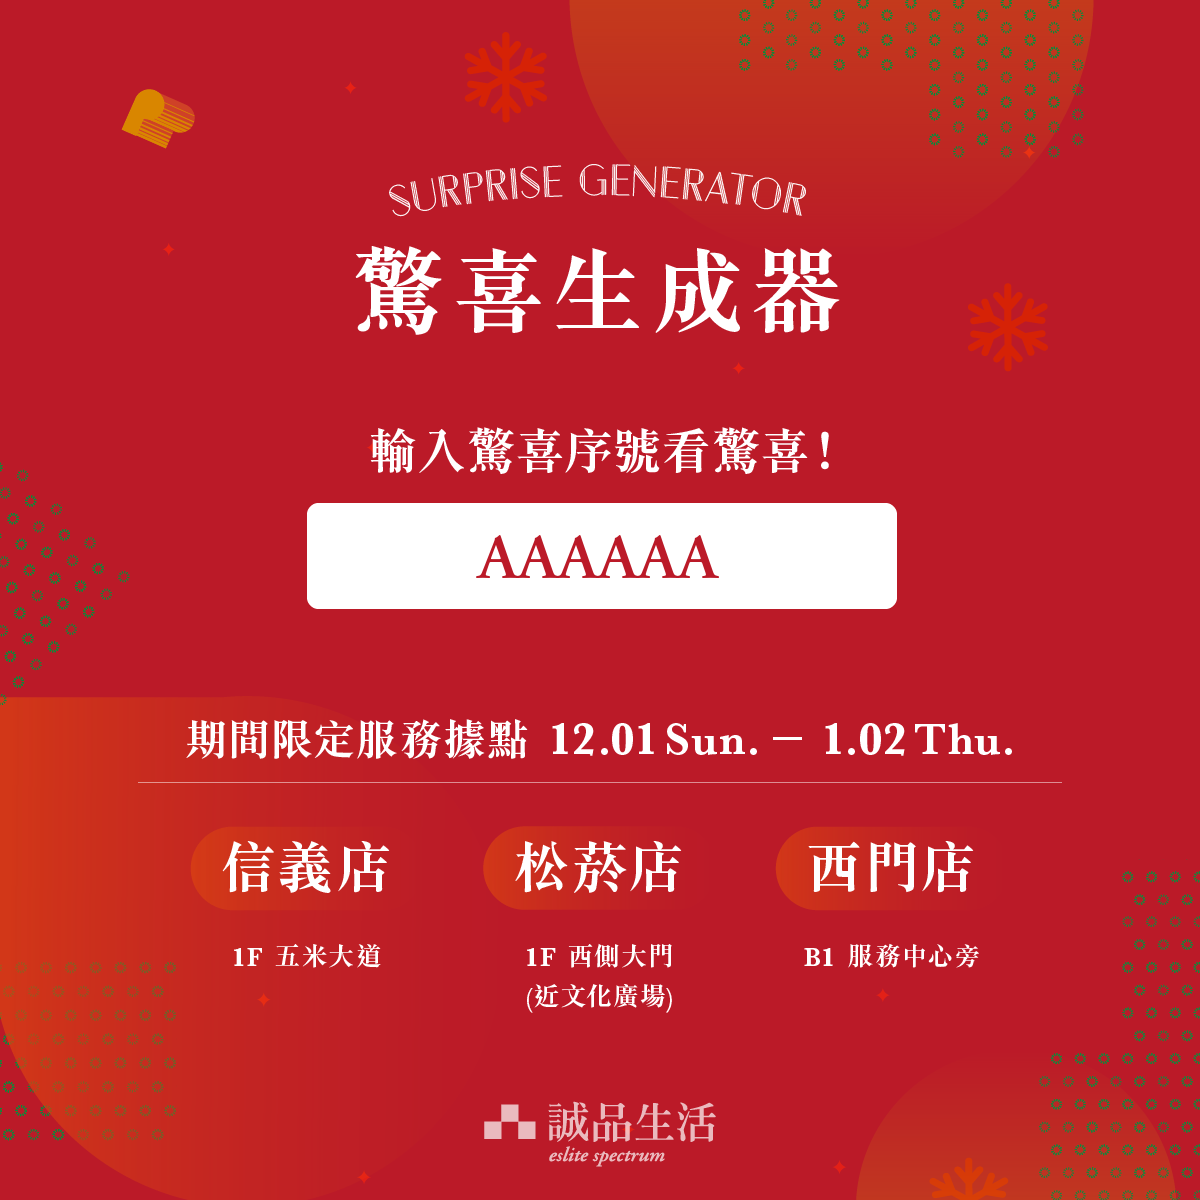 SURPRISE GENERATOR
驚喜生成器
輸入驚喜序號看驚喜！
AAAAAA
期間限定服務據點 12.01 Sun. － 1.02 Thu.
信義店
1F 五米大道
松菸店
1F 西側大門
(近文化廣場)
西門店
B1 服務中心旁
誠品生活
eslite spectrum